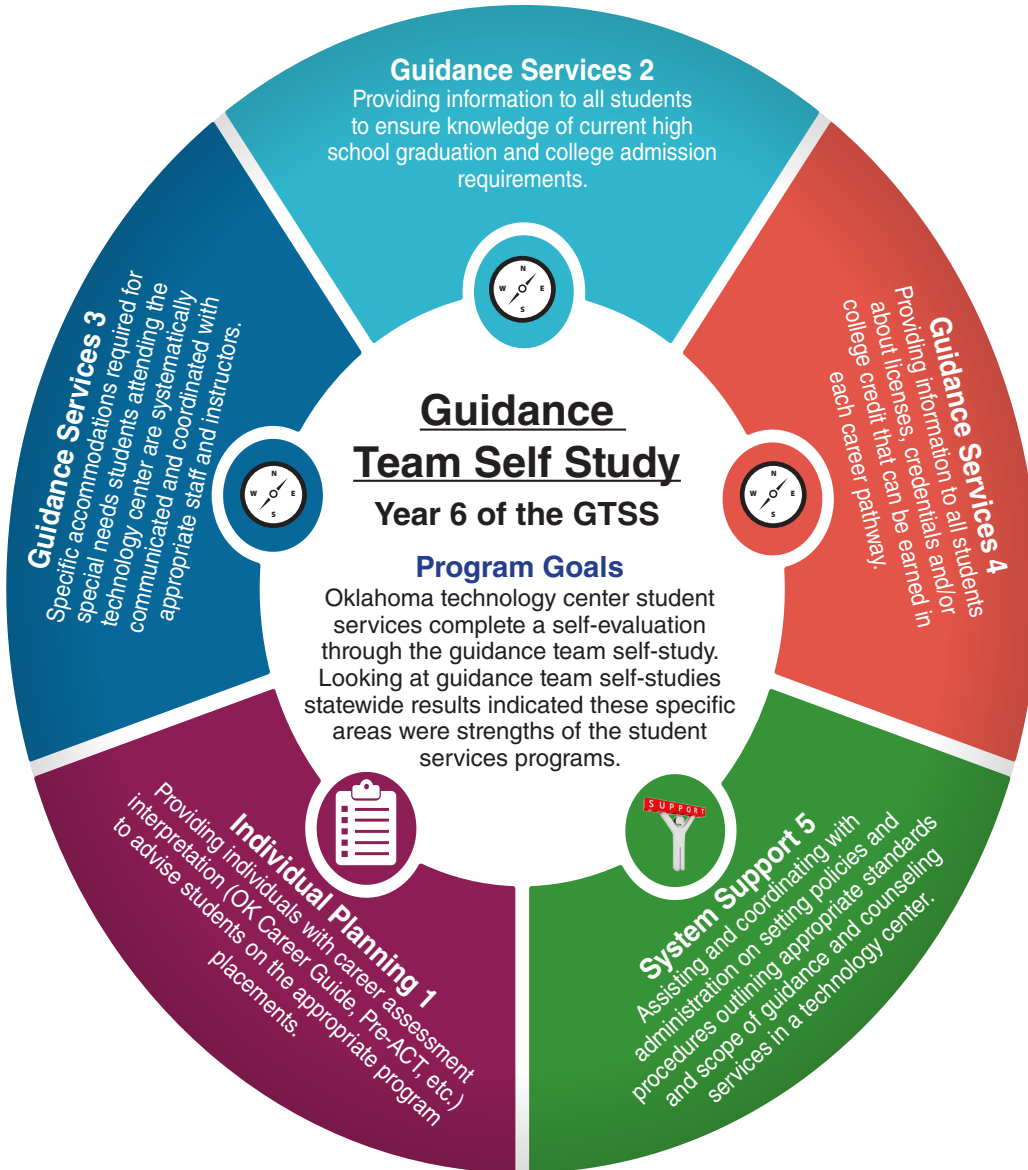 Guidance Services 2
Providing information to all students
to ensure knowledge of current high
school graduation and college admission
requirements.
N
W E
S
Guidance Services 3
Specific accommodations required for
special needs students attending the
technology center are systematically
communicated and coordinated with
appropriate staff and instructors.
N
W E
S
Guidance
Team Self Study
Year 6 of the GTSS
Program Goals
Oklahoma technology center student
services complete a self-evaluation
through the guidance team self-study.
Looking at guidance team self-studies
statewide results indicated these specific
areas were strengths of the student
services programs.
N
W E
S
Guidance Services 4
Providing information to all students
about licenses, credentials and/or
college credit that can be earned in
each career pathway.
Individual Planning 1
Providing individuals with career assessment
interpretation (OK Career Guide, Pre-ACT, etc.)
to advise students on the appropriate program
placements.
SUPPORT
System Support 5
Assisting and coordinating with
administration on setting policies and
procedures outlining appropriate standards
and scope of guidance and counseling
services in a technology center.